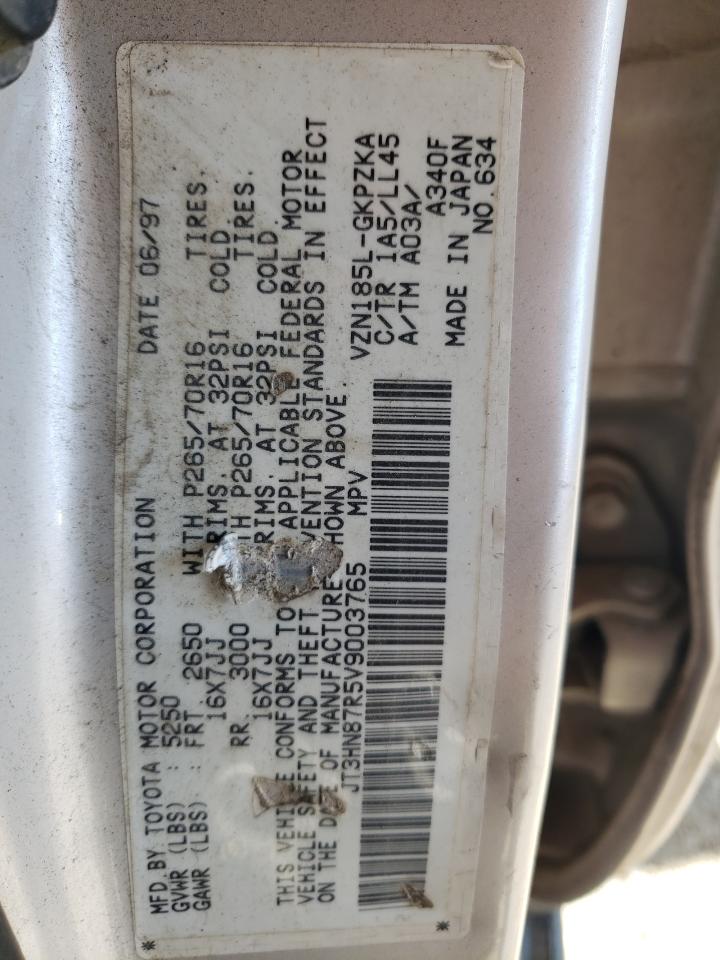 MFD. BY TOYOTA MOTOR CORPORATION DATE 06/97
GVWR (LBS) : 5250
GAWR (LBS) : FRT 2650 WITH P265/70R16 TIRES.
16X7JJ RIMS. AT 32PSI COLD.
RR. 3000 P265/70R16 TIRES.
16X7JJ RIMS. AT 32PSI COLD.
THIS VEHICLE CONFORMS TO APPLICABLE FEDERAL MOTOR
VEHICLE SAFETY AND THEFT STANDARDS IN EFFECT
ON THE DATE OF MANUFACTURE SHOWN ABOVE.
JT3HN87R5V9003765 MPV
VZN185L-GKPZKA
C/TR 1A5/LL45
A/TM A03A/
A340F
MADE IN JAPAN
NO.634
* *